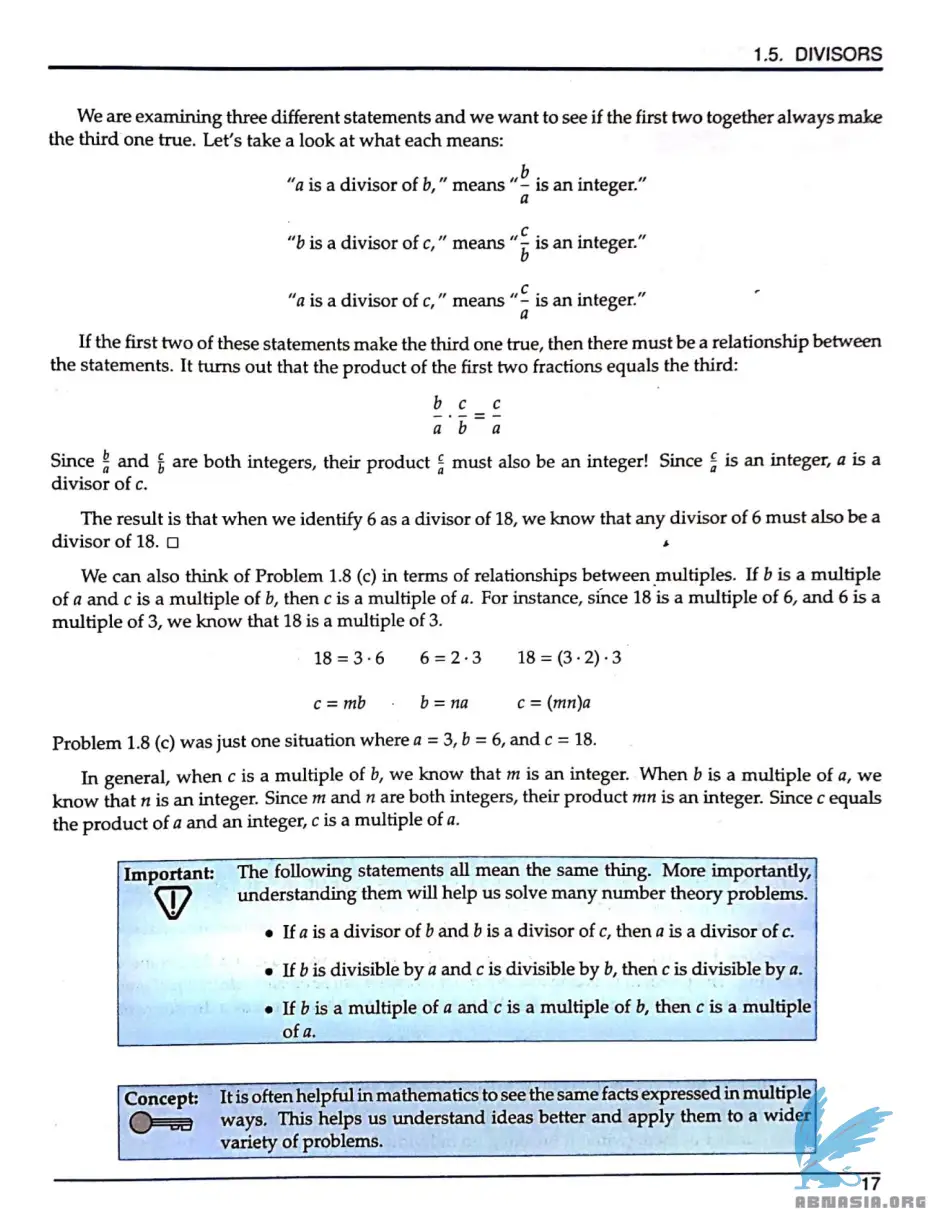 1.5. DIVISORS
We are examining three different statements and we want to see if the first two together always make
the third one true. Let's take a look at what each means:
"a is a divisor of b," means "b/a is an integer."
"b is a divisor of c," means "c/b is an integer."
"a is a divisor of c," means "c/a is an integer."
If the first two of these statements make the third one true, then there must be a relationship between
the statements. It turns out that the product of the first two fractions equals the third:
b/a · c/b = c/a
Since b/a and c/b are both integers, their product c/a must also be an integer! Since c/a is an integer, a is a
divisor of c.
The result is that when we identify 6 as a divisor of 18, we know that any divisor of 6 must also be a
divisor of 18. □
We can also think of Problem 1.8 (c) in terms of relationships between multiples. If b is a multiple
of a and c is a multiple of b, then c is a multiple of a. For instance, since 18 is a multiple of 6, and 6 is a
multiple of 3, we know that 18 is a multiple of 3.
18 = 3 · 6 6 = 2 · 3 18 = (3 · 2) · 3
c = mb b = na c = (mn)a
Problem 1.8 (c) was just one situation where a = 3, b = 6, and c = 18.
In general, when c is a multiple of b, we know that m is an integer. When b is a multiple of a, we
know that n is an integer. Since m and n are both integers, their product mn is an integer. Since c equals
the product of a and an integer, c is a multiple of a.
Important: The following statements all mean the same thing. More importantly,
understanding them will help us solve many number theory problems.
• If a is a divisor of b and b is a divisor of c, then a is a divisor of c.
• If b is divisible by a and c is divisible by b, then c is divisible by a.
• If b is a multiple of a and c is a multiple of b, then c is a multiple
of a.
Concept: It is often helpful in mathematics to see the same facts expressed in multiple
ways. This helps us understand ideas better and apply them to a wider
variety of problems.
17
ABNASIA.ORG